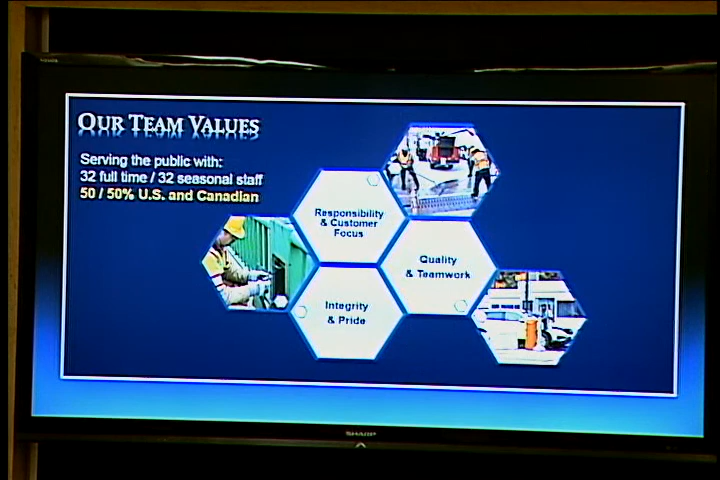 OUR TEAM VALUES
Serving the public with:
32 full time / 32 seasonal staff
50 / 50% U.S. and Canadian
Responsibility
& Customer
Focus
Quality
& Teamwork
Integrity
& Pride
SHARP